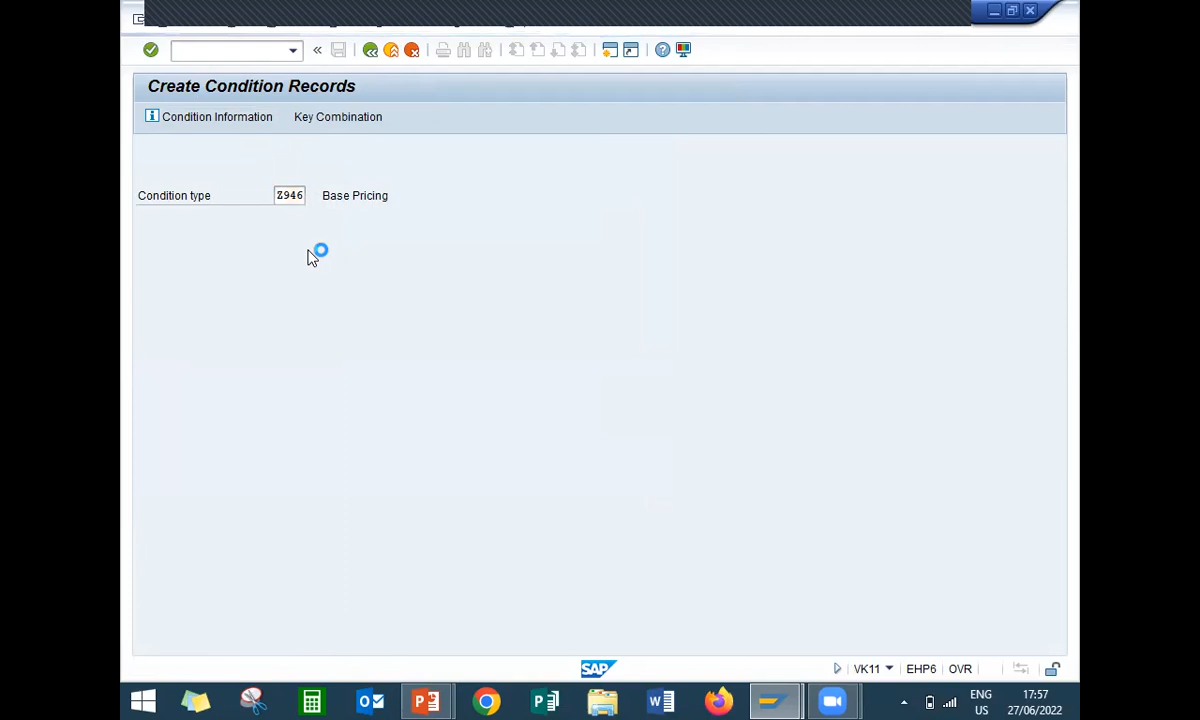 Create Condition Records
Condition Information Key Combination
Condition type Z946 Base Pricing
SAP
VK11 EHP6 OVR
ENG 17:57
US 27/06/2022